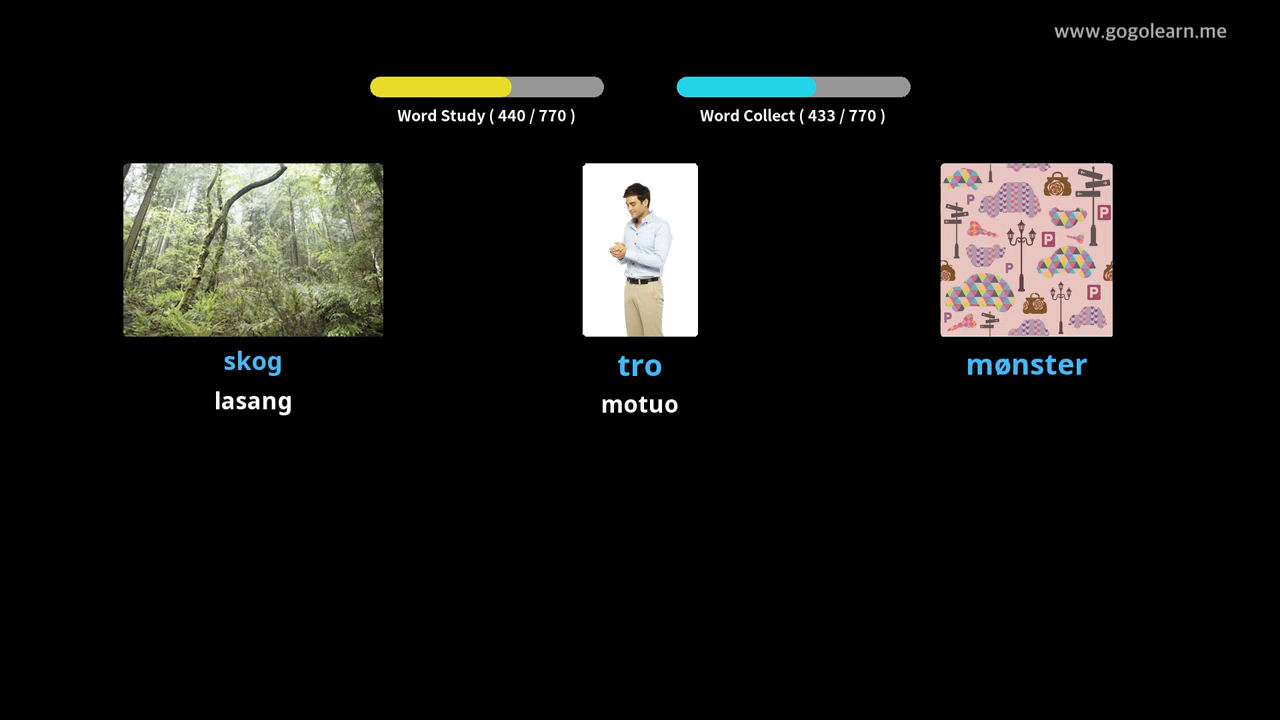 www.gogolearn.me
Word Study ( 440 / 770 )
Word Collect ( 433 / 770 )
skog
lasang
tro
motuo
mønster
P
P
P
P
P
P